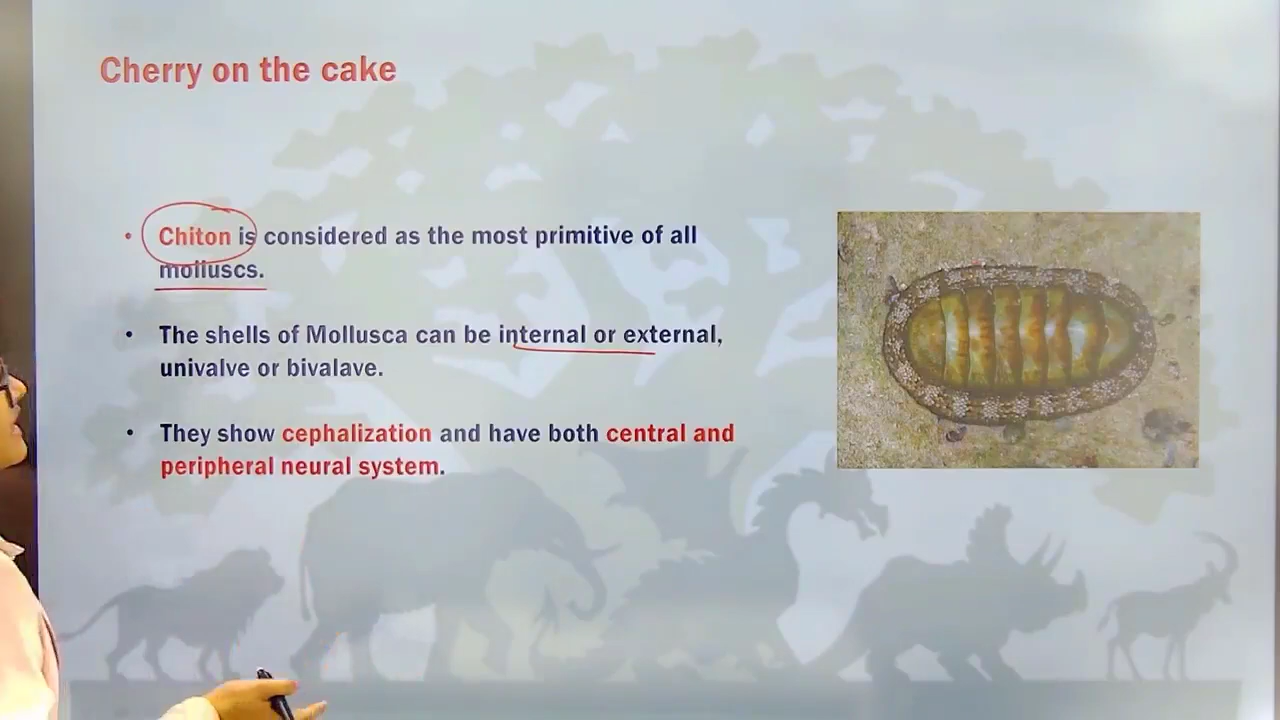 Cherry on the cake
• Chiton is considered as the most primitive of all
molluscs.
• The shells of Mollusca can be internal or external,
univalve or bivalave.
• They show cephalization and have both central and
peripheral neural system.